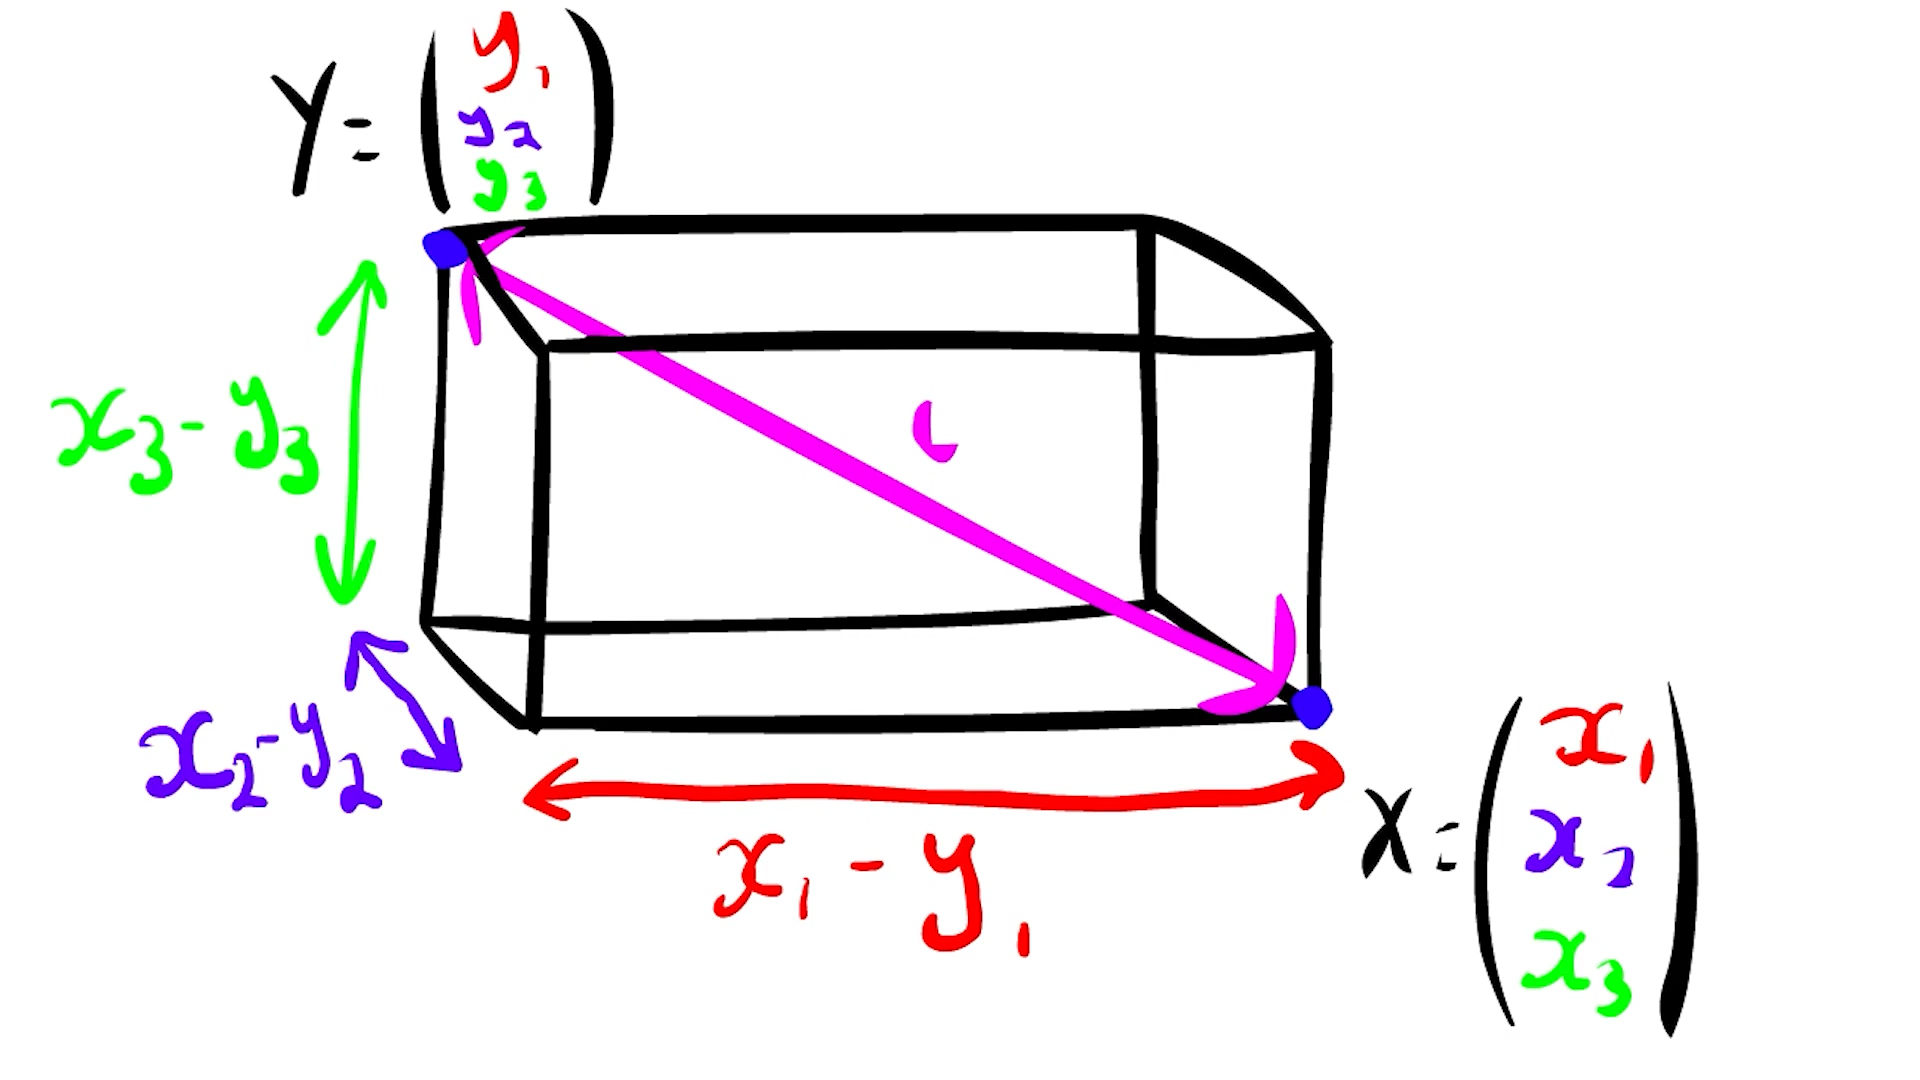 Y = ( y₁
y₂
y₃ )
x₃ - y₃
L
x₂ - y₂
x₁ - y₁
X = ( x₁
x₂
x₃ )